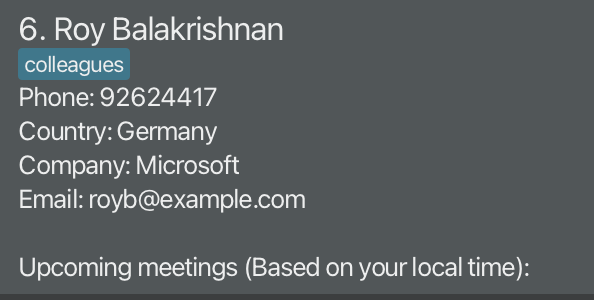 6. Roy Balakrishnan
colleagues
Phone: 92624417
Country: Germany
Company: Microsoft
Email: royb@example.com
Upcoming meetings (Based on your local time):